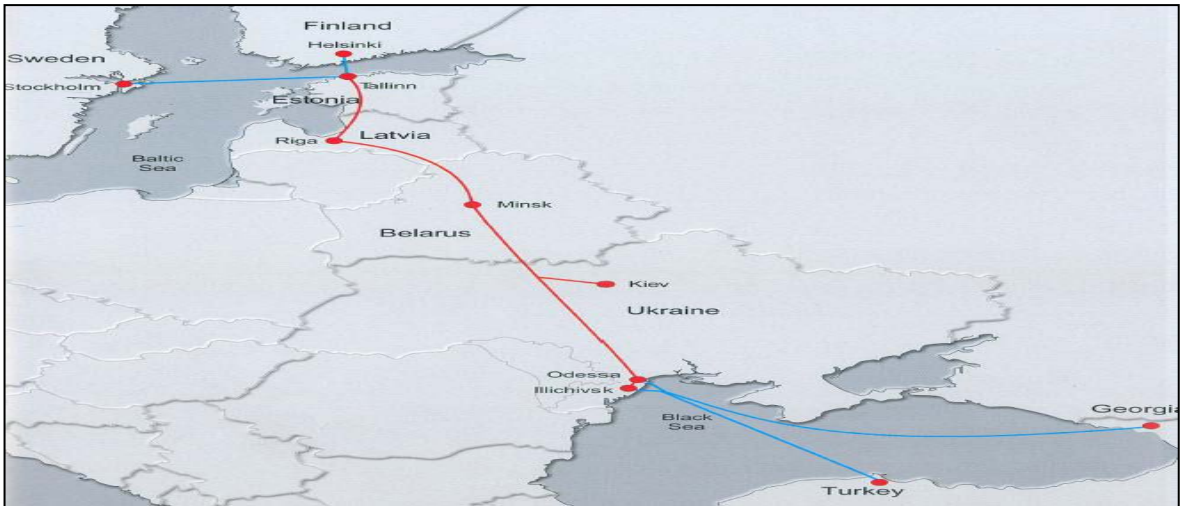 Finland
Helsinki
Sweden
Stockholm
Tallinn
Estonia
Riga
Latvia
Baltic
Sea
Minsk
Belarus
Kiev
Ukraine
Odessa
Illichivsk
Black
Sea
Georgia
Turkey